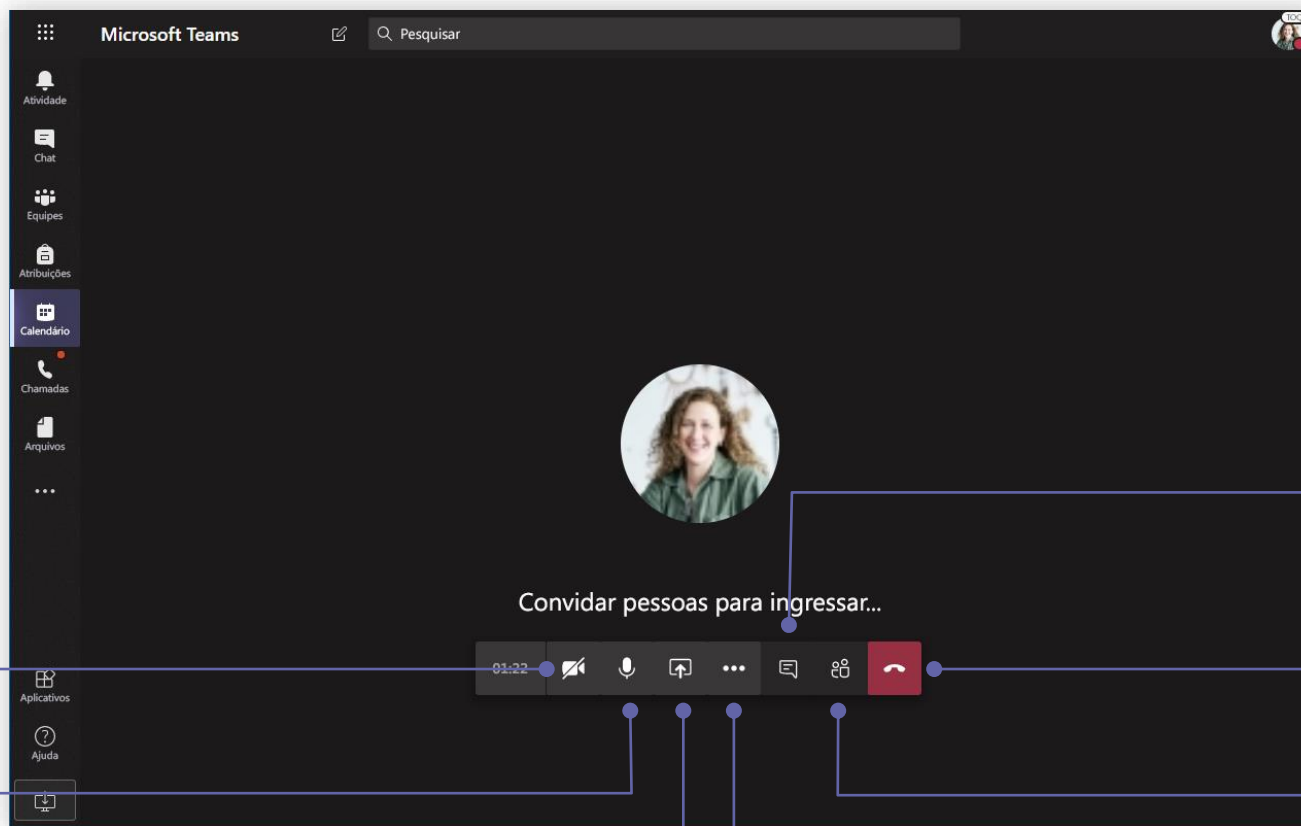 Microsoft Teams
Pesquisar
Atividade
Chat
Equipes
Atribuições
Calendário
Chamadas
Arquivos
Convidar pessoas para ingressar...
01:22
Aplicativos
Ajuda